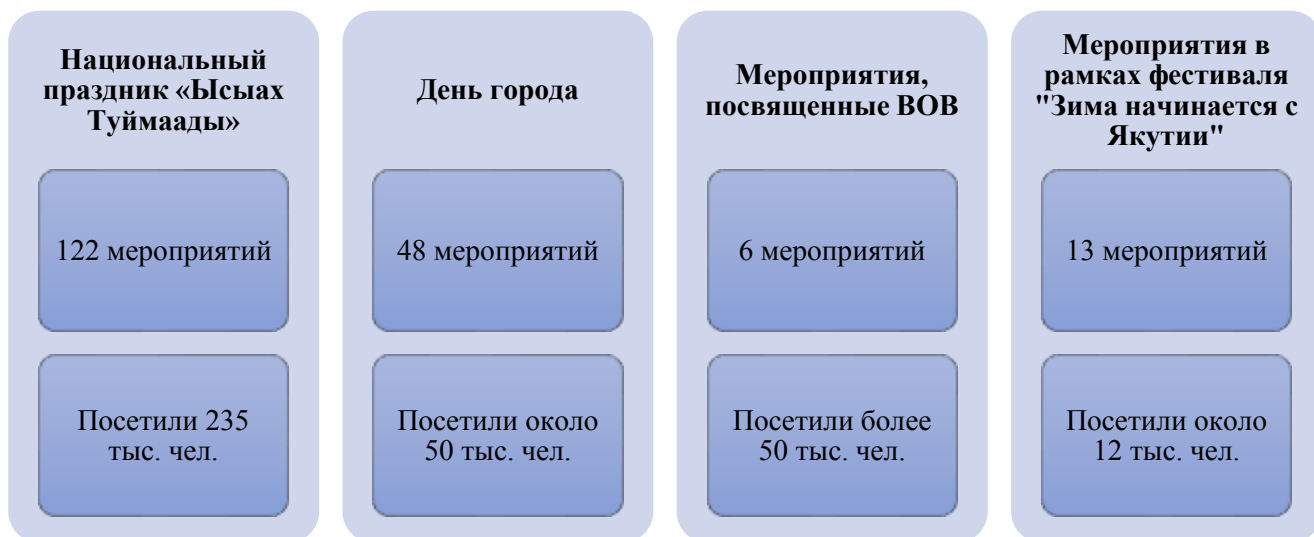 Национальный
праздник «Ысыах
Туймаады»
122 мероприятий
Посетили 235
тыс. чел.
День города
48 мероприятий
Посетили около
50 тыс. чел.
Мероприятия,
посвященные ВОВ
6 мероприятий
Посетили более
50 тыс. чел.
Мероприятия в
рамках фестиваля
"Зима начинается с
Якутии"
13 мероприятий
Посетили около
12 тыс. чел.